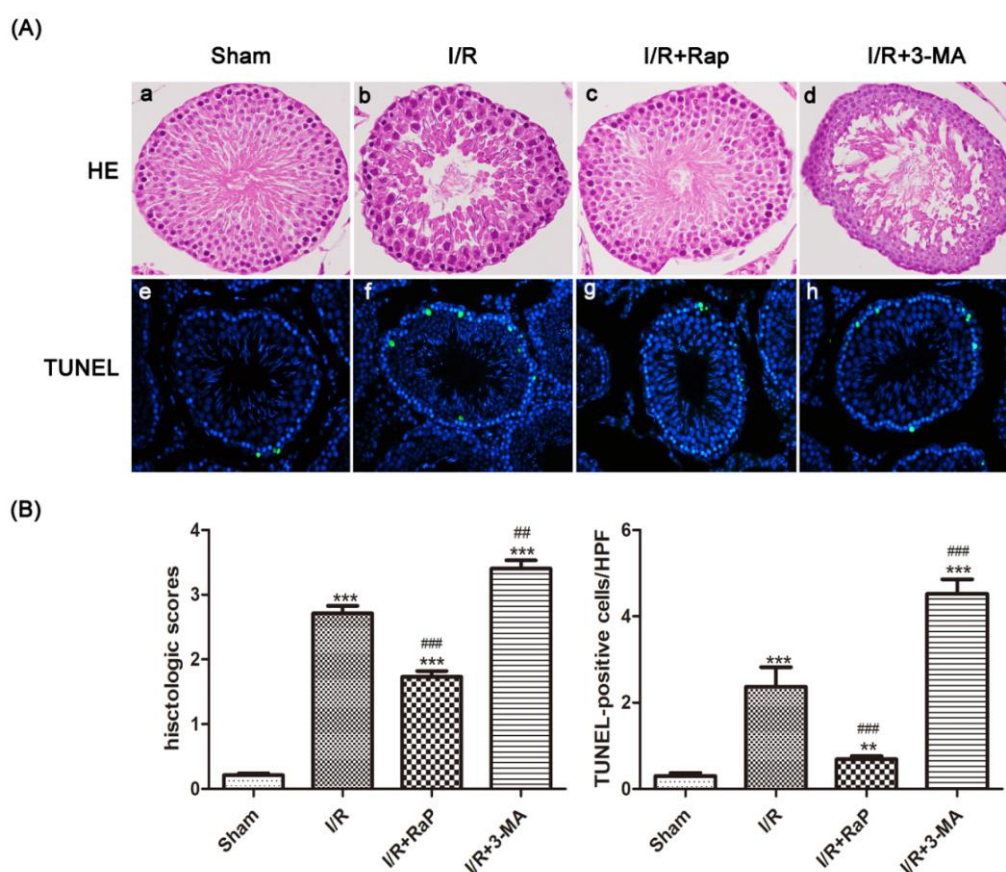 (A)
Sham
I/R
I/R+Rap
I/R+3-MA
HE
a
b
c
d
TUNEL
e
f
g
h
(B)
hisctologic scores
4
3
2
1
0
***
###
***
##
***
Sham
I/R
I/R+RaP
I/R+3-MA
TUNEL-positive cells/HPF
6
4
2
0
***
###
**
###
***
Sham
I/R
I/R+RaP
I/R+3-MA